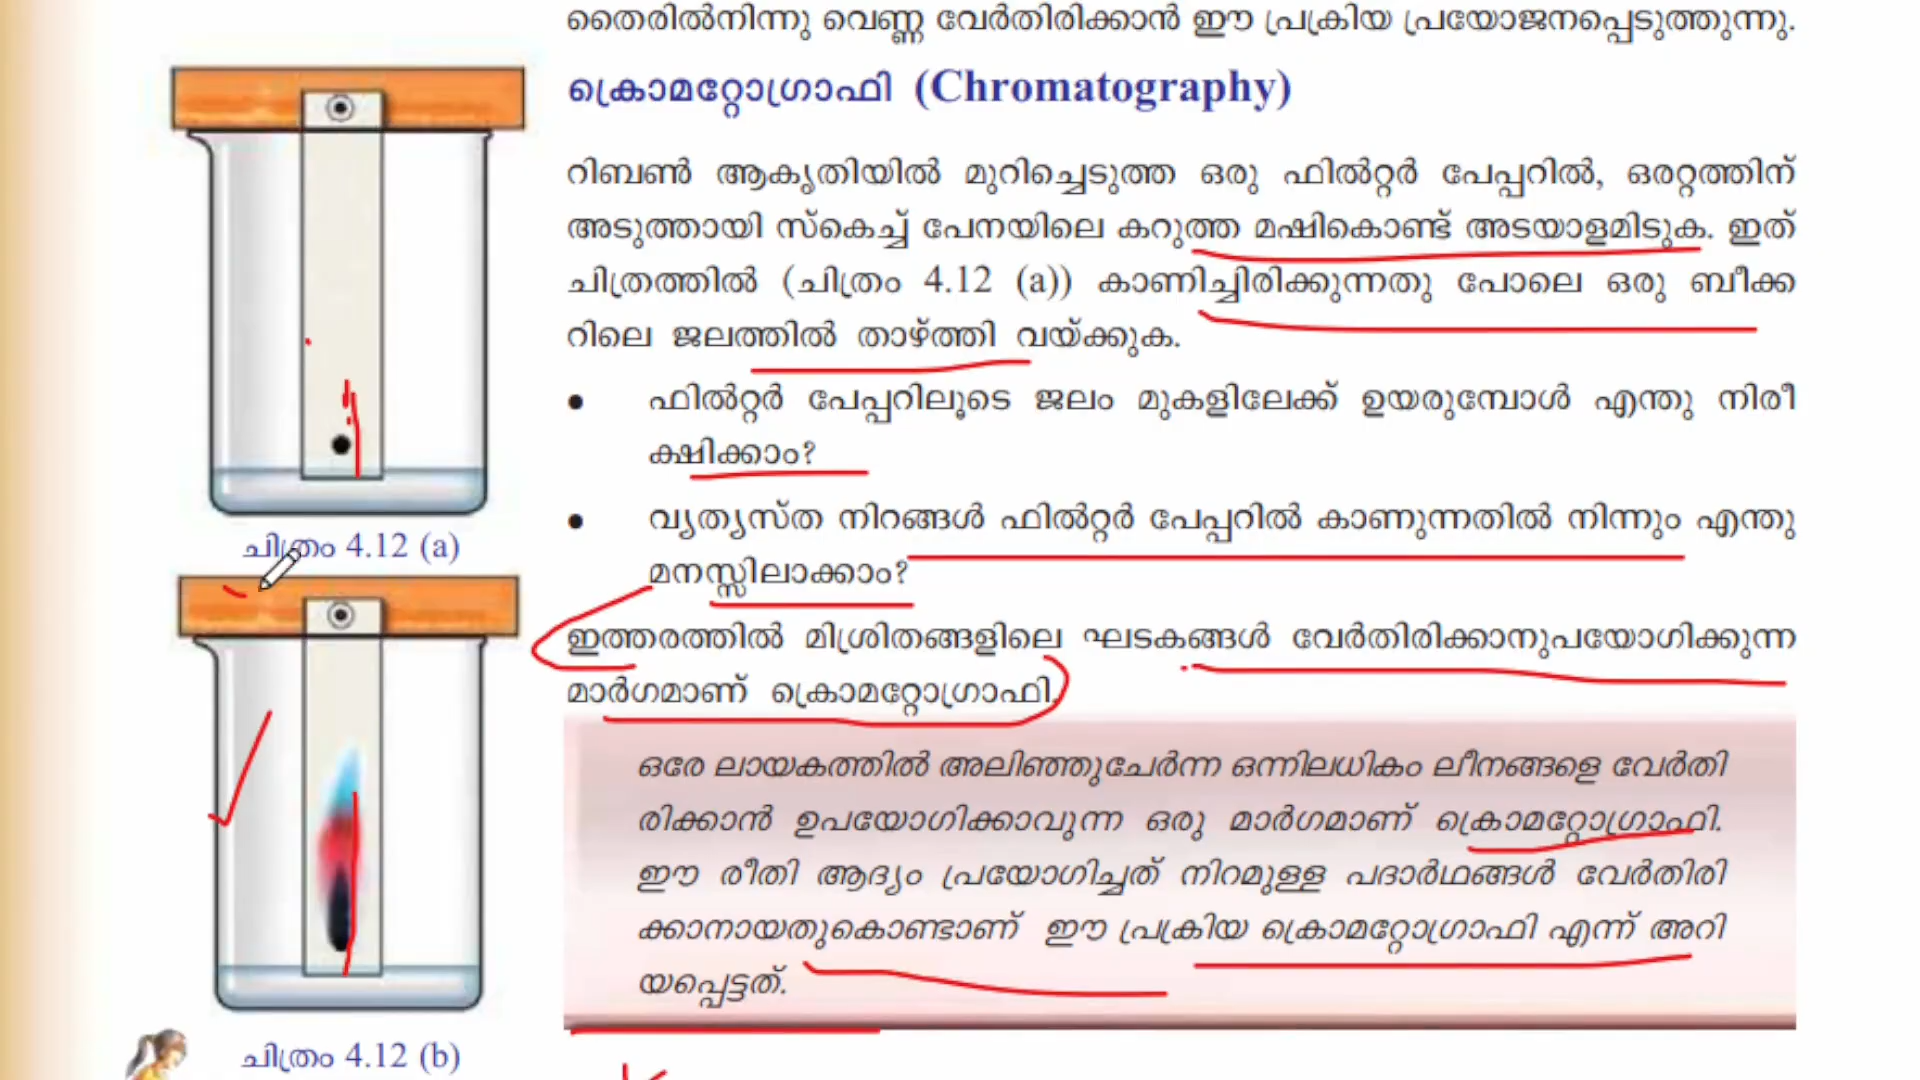 തൈരിൽനിന്നു വെണ്ണ വേർതിരിക്കാൻ ഈ പ്രക്രിയ പ്രയോജനപ്പെടുത്തുന്നു.
ക്രൊമറ്റോഗ്രാഫി (Chromatography)
റിബൺ ആകൃതിയിൽ മുറിച്ചെടുത്ത ഒരു ഫിൽറ്റർ പേപ്പറിൽ, ഒരറ്റത്തിന്
അടുത്തായി സ്കെച്ച് പേനയിലെ കറുത്ത മഷികൊണ്ട് അടയാളമിടുക. ഇത്
ചിത്രത്തിൽ (ചിത്രം 4.12 (a)) കാണിച്ചിരിക്കുന്നതു പോലെ ഒരു ബീക്ക
റിലെ ജലത്തിൽ താഴ്ത്തി വയ്ക്കുക.
• ഫിൽറ്റർ പേപ്പറിലൂടെ ജലം മുകളിലേക്ക് ഉയരുമ്പോൾ എന്തു നിരീ
ക്ഷിക്കാം?
• വ്യത്യസ്ത നിറങ്ങൾ ഫിൽറ്റർ പേപ്പറിൽ കാണുന്നതിൽ നിന്നും എന്തു
മനസ്സിലാക്കാം?
ഇത്തരത്തിൽ മിശ്രിതങ്ങളിലെ ഘടകങ്ങൾ വേർതിരിക്കാനുപയോഗിക്കുന്ന
മാർഗമാണ് ക്രൊമറ്റോഗ്രാഫി.
ഒരേ ലായകത്തിൽ അലിഞ്ഞുചേർന്ന ഒന്നിലധികം ലീനങ്ങളെ വേർതി
രിക്കാൻ ഉപയോഗിക്കാവുന്ന ഒരു മാർഗമാണ് ക്രൊമറ്റോഗ്രാഫി.
ഈ രീതി ആദ്യം പ്രയോഗിച്ചത് നിറമുള്ള പദാർഥങ്ങൾ വേർതിരി
ക്കാനായതുകൊണ്ടാണ് ഈ പ്രക്രിയ ക്രൊമറ്റോഗ്രാഫി എന്ന് അറി
യപ്പെട്ടത്.
ചിത്രം 4.12 (a)
ചിത്രം 4.12 (b)